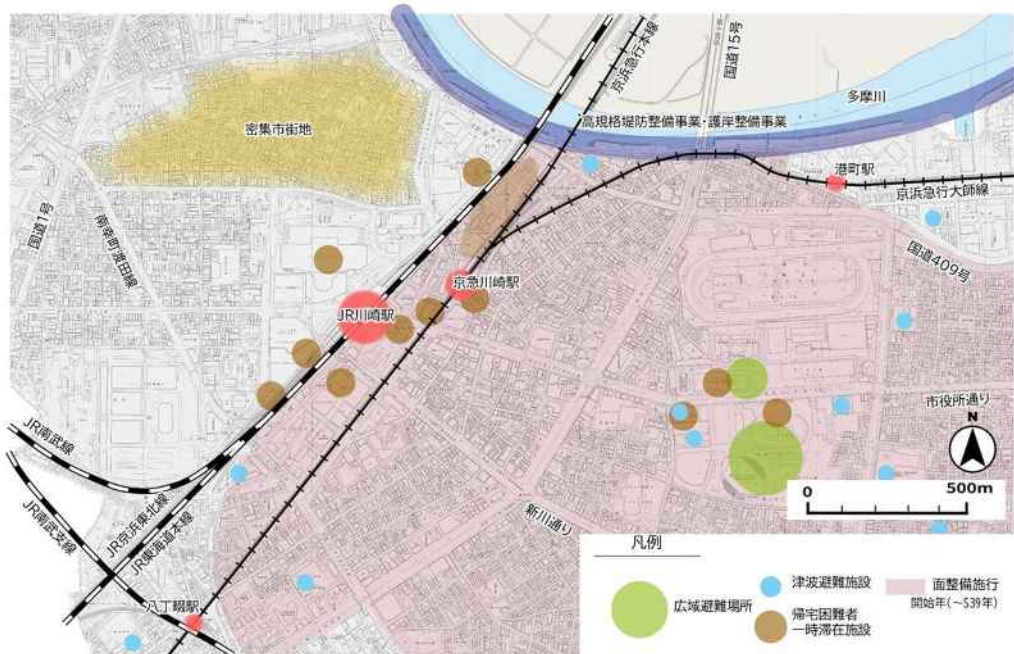 国道15号
京浜急行本線
多摩川
高規格堤防整備事業・護岸整備事業
密集市街地
港町駅
京浜急行大師線
国道1号
南幸町渡田線
国道409号
京急川崎駅
JR川崎駅
市役所通り
N
JR南武線
0 500m
JR京浜東北線
JR東海道本線
JR南武支線
新川通り
八丁畷駅
凡例
広域避難場所
津波避難施設
帰宅困難者
一時滞在施設
面整備施行
開始年(~S39年)